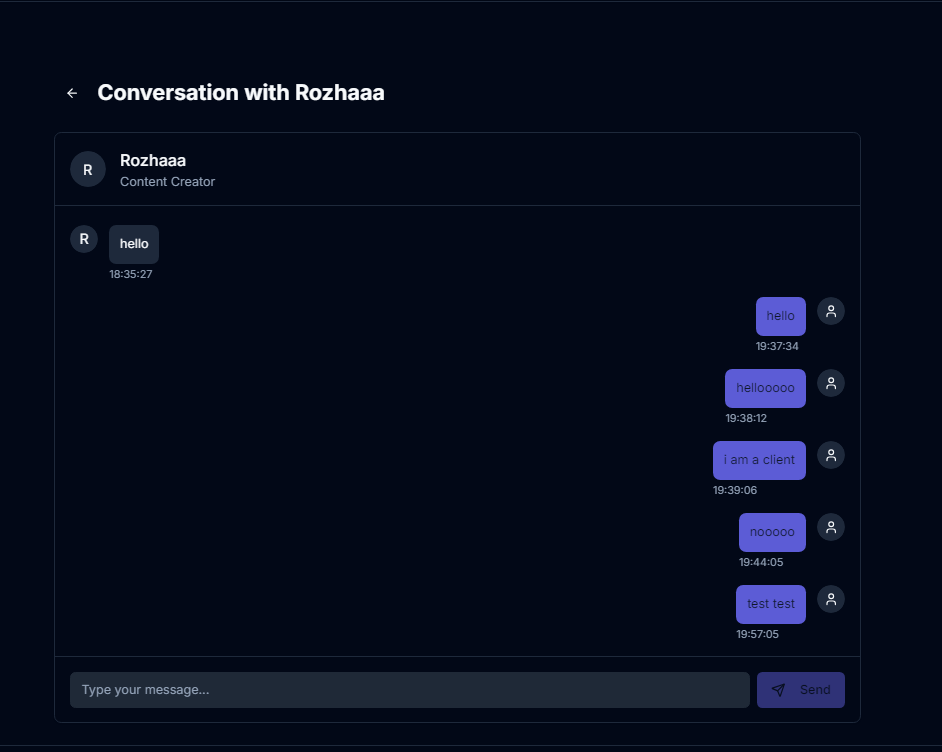 Conversation with Rozhaaa
R
Rozhaaa
Content Creator
R
hello
18:35:27
hello
19:37:34
hellooooo
19:38:12
i am a client
19:39:06
nooooo
19:44:05
test test
19:57:05
Type your message...
Send